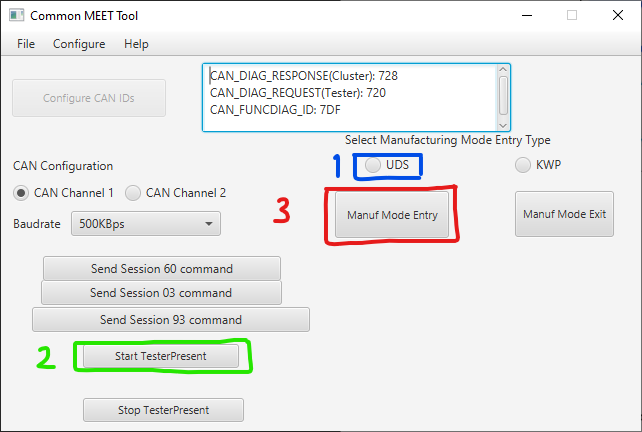 Common MEET Tool
File Configure Help
Configure CAN IDs
CAN_DIAG_RESPONSE(Cluster): 728
CAN_DIAG_REQUEST(Tester): 720
CAN_FUNCDIAG_ID: 7DF
Select Manufacturing Mode Entry Type
1 UDS KWP
CAN Configuration
CAN Channel 1 CAN Channel 2
Baudrate 500KBps
3 Manuf Mode Entry Manuf Mode Exit
Send Session 60 command
Send Session 03 command
Send Session 93 command
2 Start TesterPresent
Stop TesterPresent